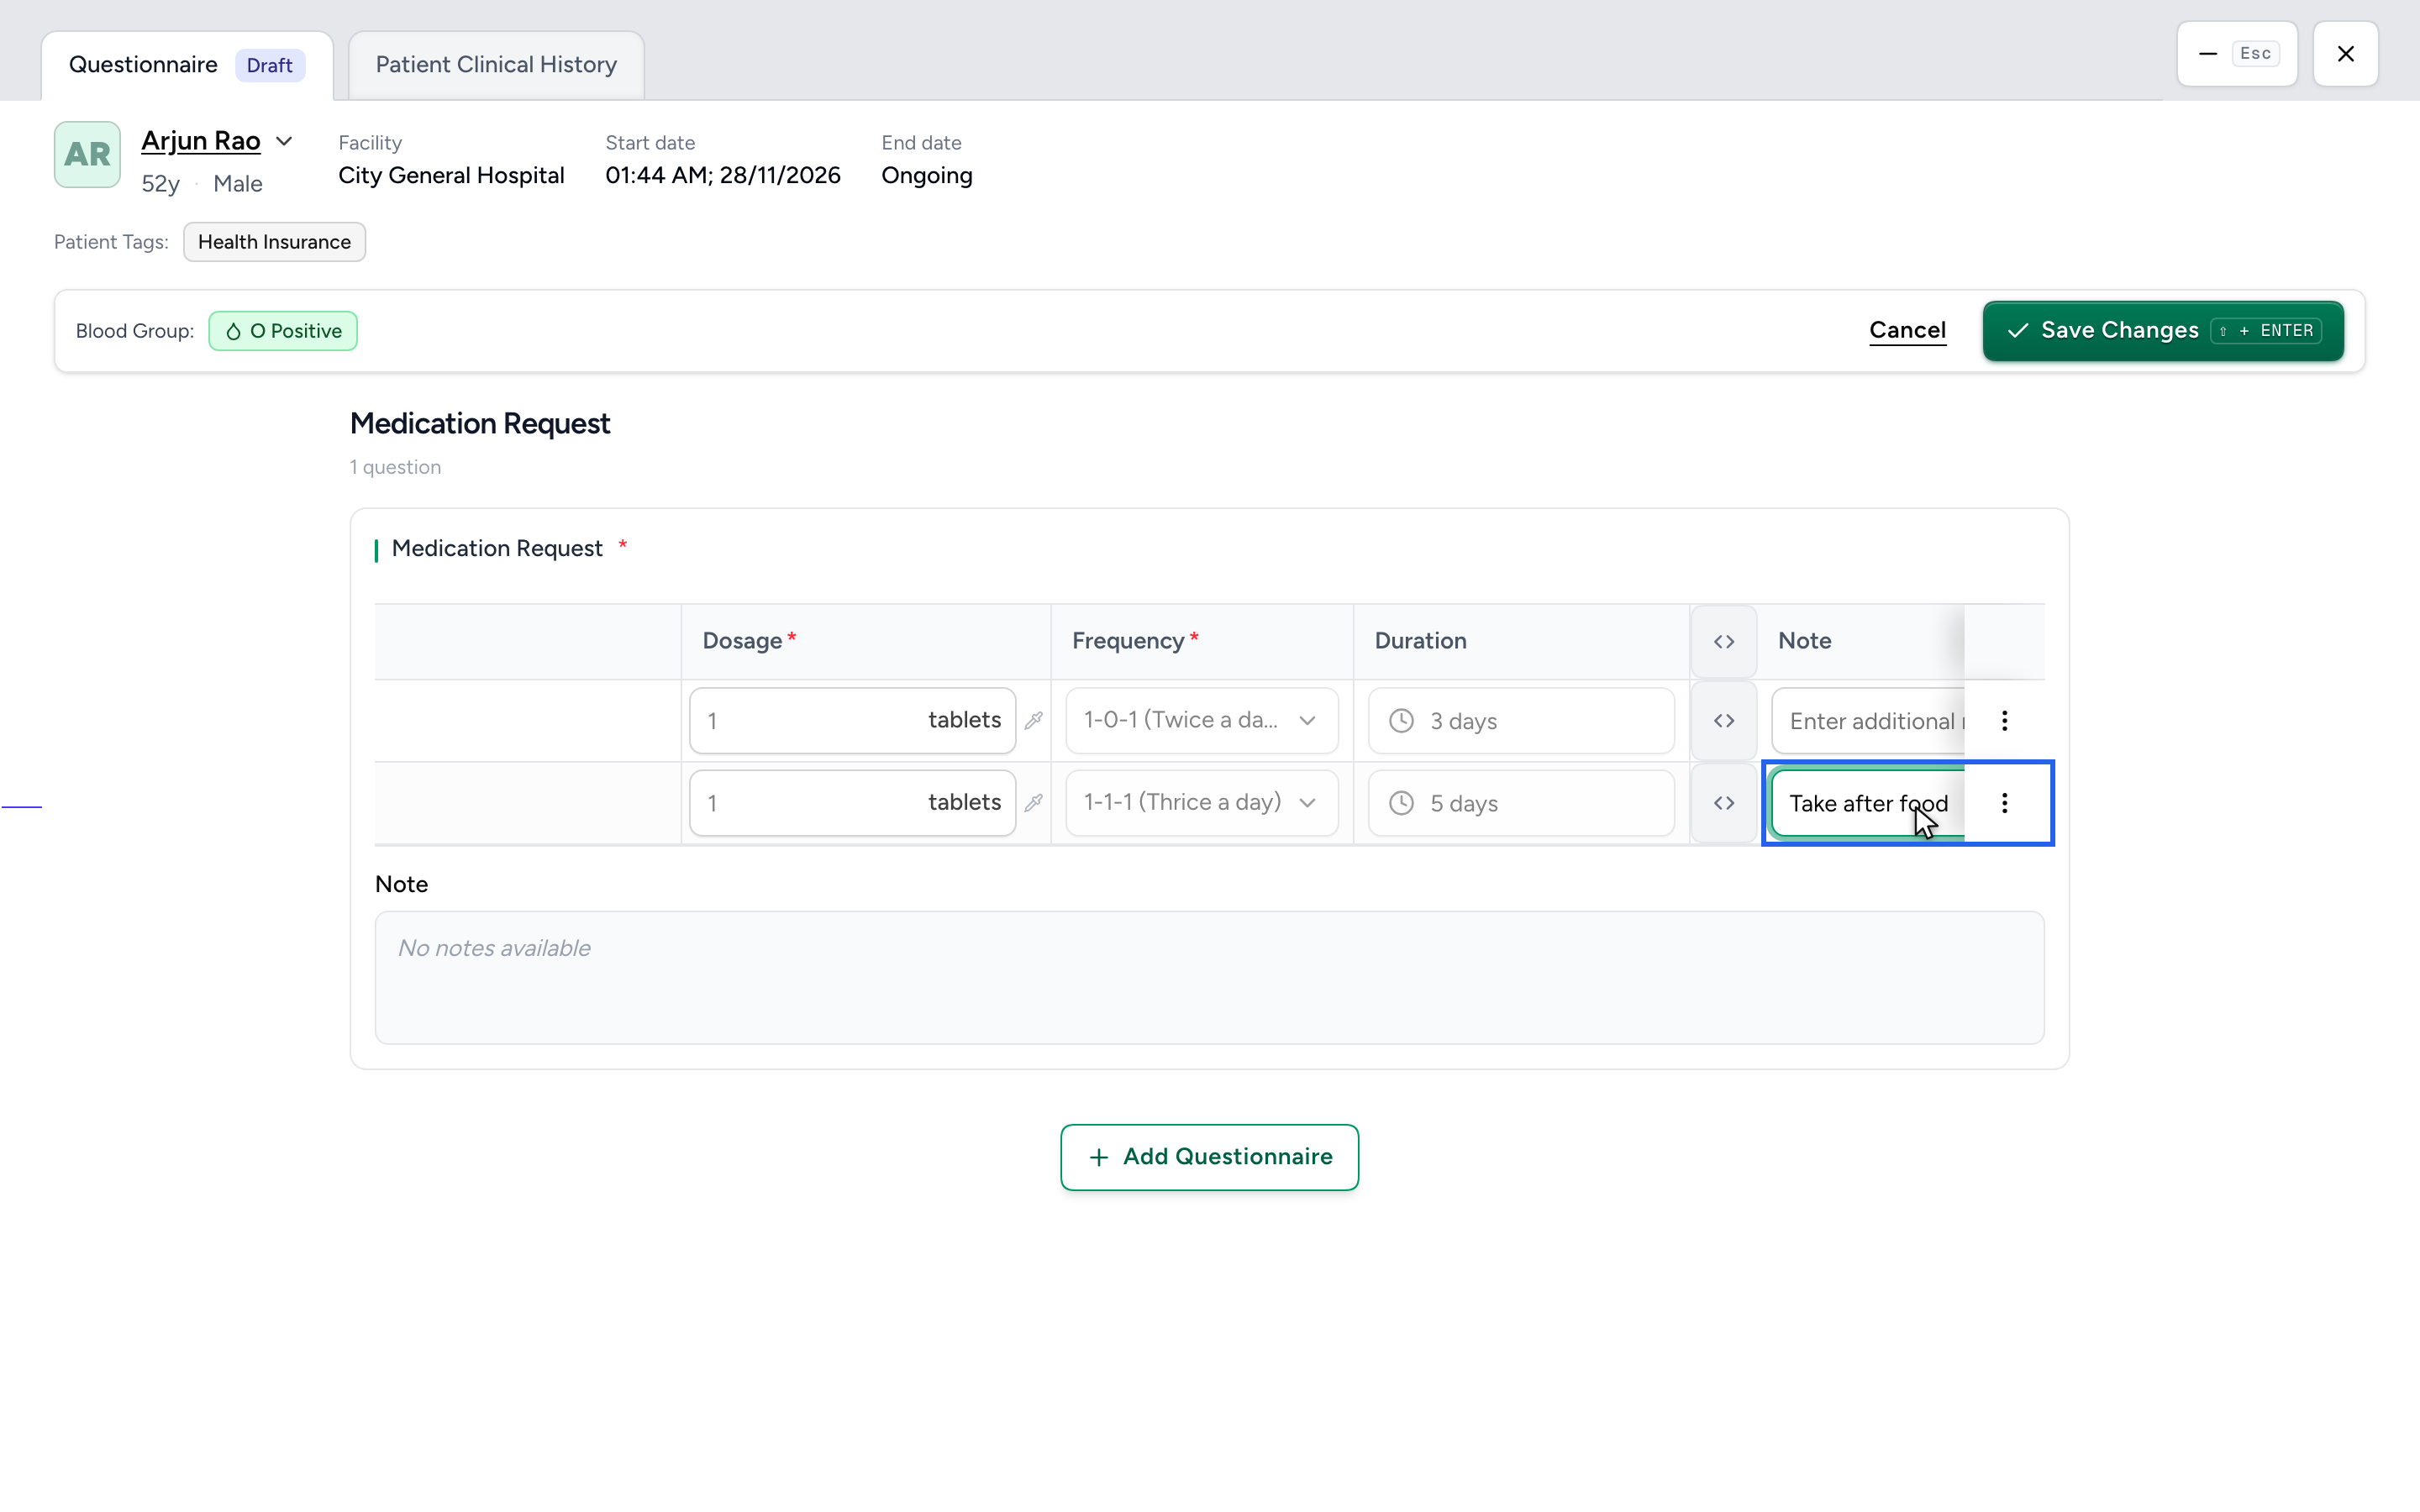 Questionnaire Draft Patient Clinical History Esc
AR Arjun Rao Facility Start date End date
52y · Male City General Hospital 01:44 AM; 28/11/2026 Ongoing
Patient Tags: Health Insurance
Blood Group: O Positive Cancel Save Changes ⇧ + ENTER
Medication Request
1 question
Medication Request *
Dosage * Frequency * Duration Note
1 tablets 1-0-1 (Twice a da... 3 days Enter additional
1 tablets 1-1-1 (Thrice a day) 5 days Take after food
Note
No notes available
+ Add Questionnaire